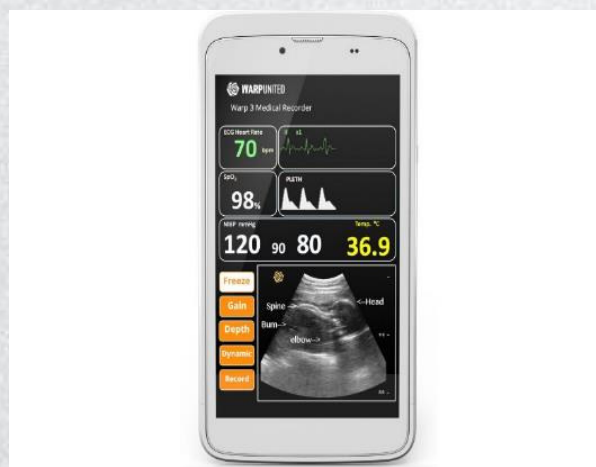 WARPUNITED
Warp 3 Medical Recorder
ECG Heart Rate
70 bpm
x1
SpO₂
98%
PLETH
NIBP mmHg
Temp. °C
120 90 80 36.9
Freeze
Gain
Depth
Dynamic
Record
Spine
Head
Bum
elbow